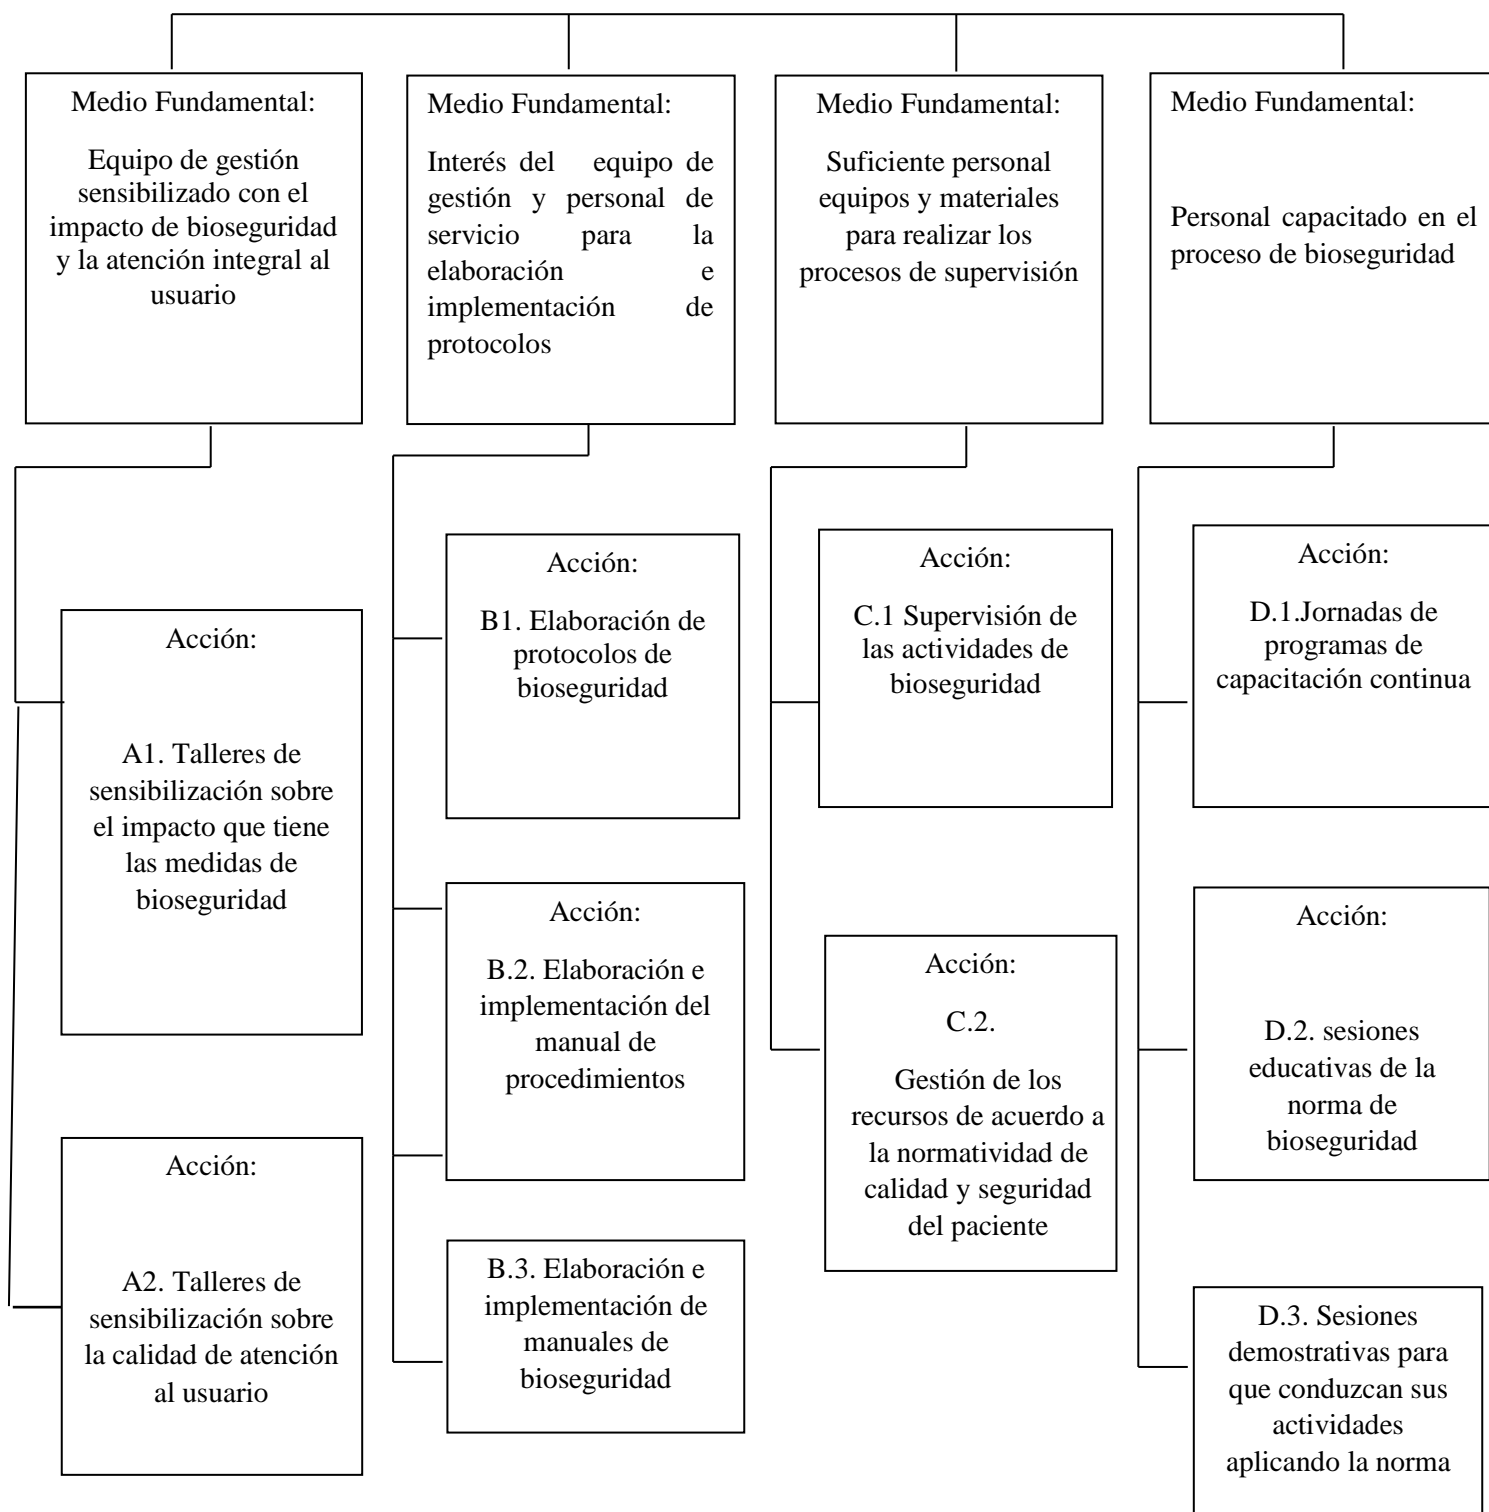 Medio Fundamental:
Equipo de gestión
sensibilizado con el
impacto de bioseguridad
y la atención integral al
usuario
Medio Fundamental:
Interés del equipo de
gestión y personal de
servicio para la
elaboración e
implementación de
protocolos
Medio Fundamental:
Suficiente personal
equipos y materiales
para realizar los
procesos de supervisión
Medio Fundamental:
Personal capacitado en el
proceso de bioseguridad
Acción:
A1. Talleres de
sensibilización sobre
el impacto que tiene
las medidas de
bioseguridad
Acción:
A2. Talleres de
sensibilización sobre
la calidad de atención
al usuario
Acción:
B1. Elaboración de
protocolos de
bioseguridad
Acción:
B.2. Elaboración e
implementación del
manual de
procedimientos
B.3. Elaboración e
implementación de
manuales de
bioseguridad
Acción:
C.1 Supervisión de
las actividades de
bioseguridad
Acción:
C.2.
Gestión de los
recursos de acuerdo a
la normatividad de
calidad y seguridad
del paciente
Acción:
D.1.Jornadas de
programas de
capacitación continua
Acción:
D.2. sesiones
educativas de la
norma de
bioseguridad
D.3. Sesiones
demostrativas para
que conduzcan sus
actividades
aplicando la norma